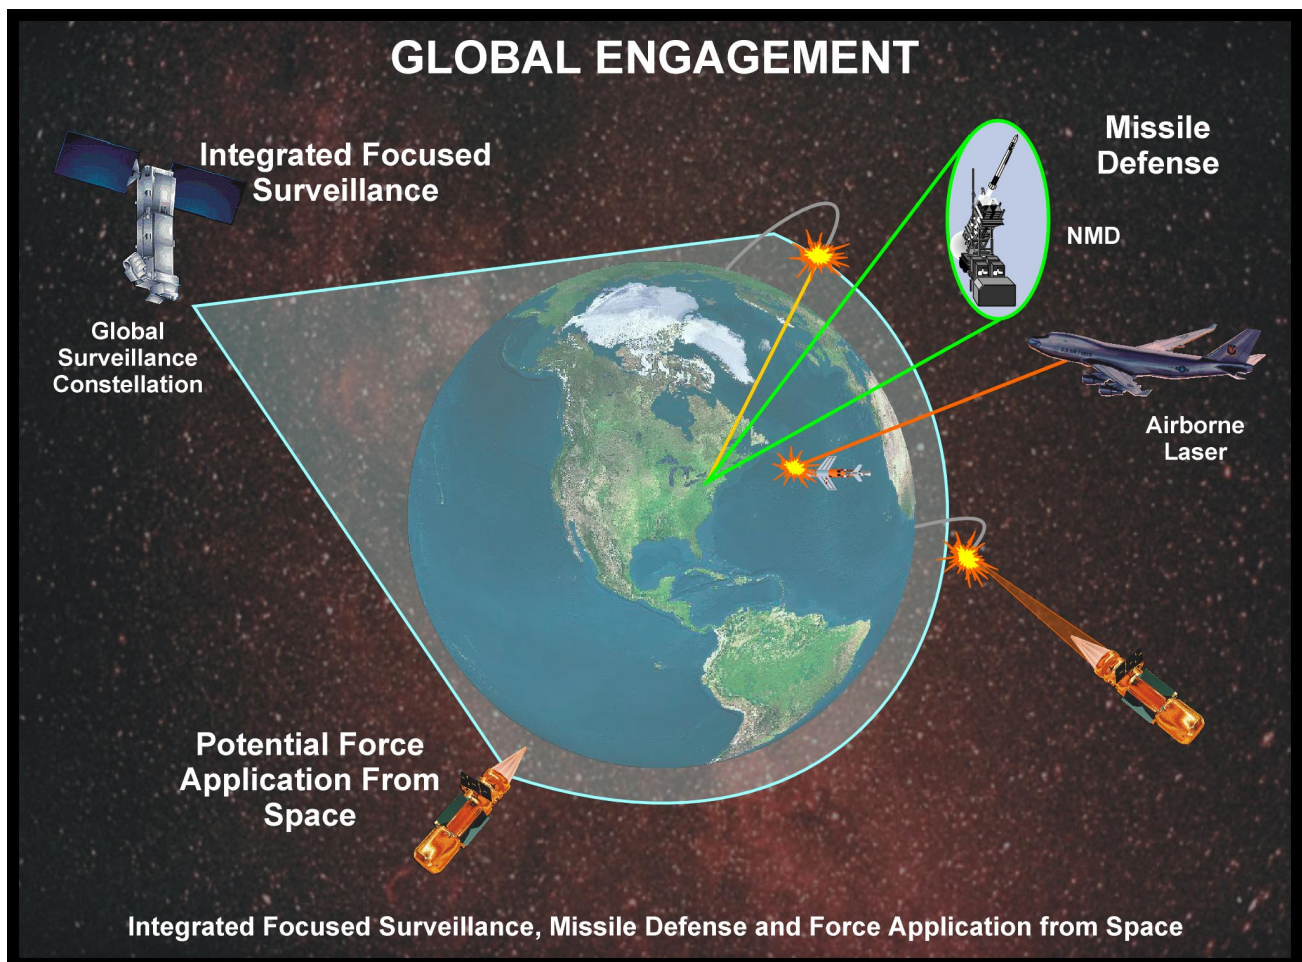 GLOBAL ENGAGEMENT
Integrated Focused
Surveillance
Global
Surveillance
Constellation
Missile
Defense
NMD
Airborne
Laser
Potential Force
Application From
Space
Integrated Focused Surveillance, Missile Defense and Force Application from Space